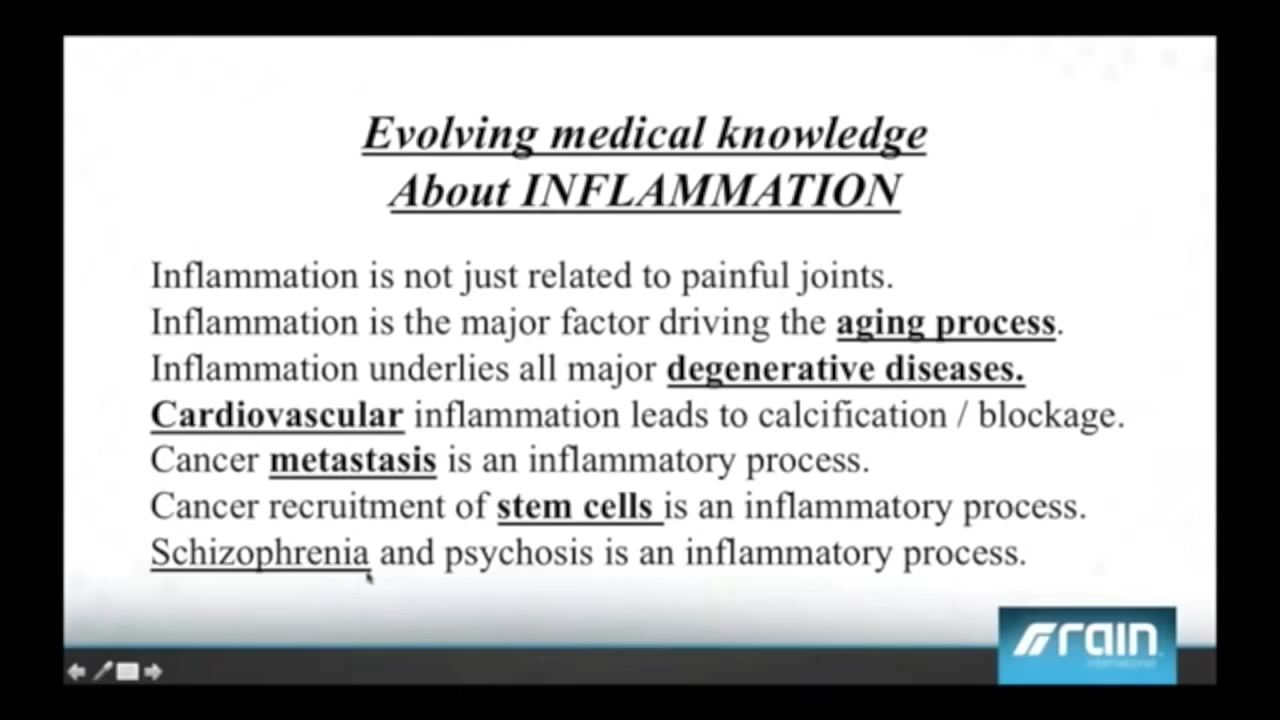 Evolving medical knowledge
About INFLAMMATION
Inflammation is not just related to painful joints.
Inflammation is the major factor driving the aging process.
Inflammation underlies all major degenerative diseases.
Cardiovascular inflammation leads to calcification / blockage.
Cancer metastasis is an inflammatory process.
Cancer recruitment of stem cells is an inflammatory process.
Schizophrenia and psychosis is an inflammatory process.
rain
international